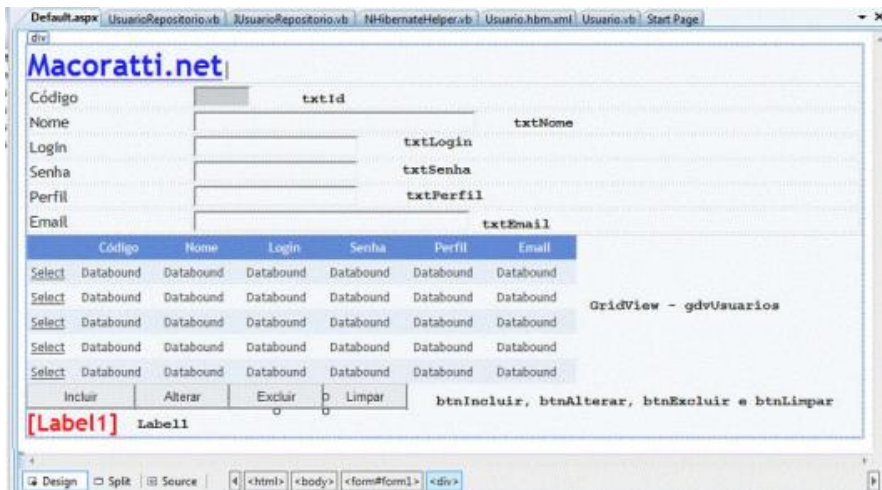 Default.aspx UsuarioRepositorio.vb IUsuarioRepositorio.vb NHibernateHelper.vb Usuario.hbm.xml Usuario.vb Start Page
div
Macoratti.net
Código txtId
Nome txtNome
Login txtLogin
Senha txtSenha
Perfil txtPerfil
Email txtEmail
Código Nome Login Senha Perfil Email
Select Databound Databound Databound Databound Databound Databound
Select Databound Databound Databound Databound Databound Databound
GridView - gdvUsuarios
Select Databound Databound Databound Databound Databound Databound
Select Databound Databound Databound Databound Databound Databound
Select Databound Databound Databound Databound Databound Databound
Incluir Alterar Excluir Limpar btnIncluir, btnAlterar, btnExcluir e btnLimpar
[Label1] Label1
Design Split Source <html> <body> <form#form1> <div>